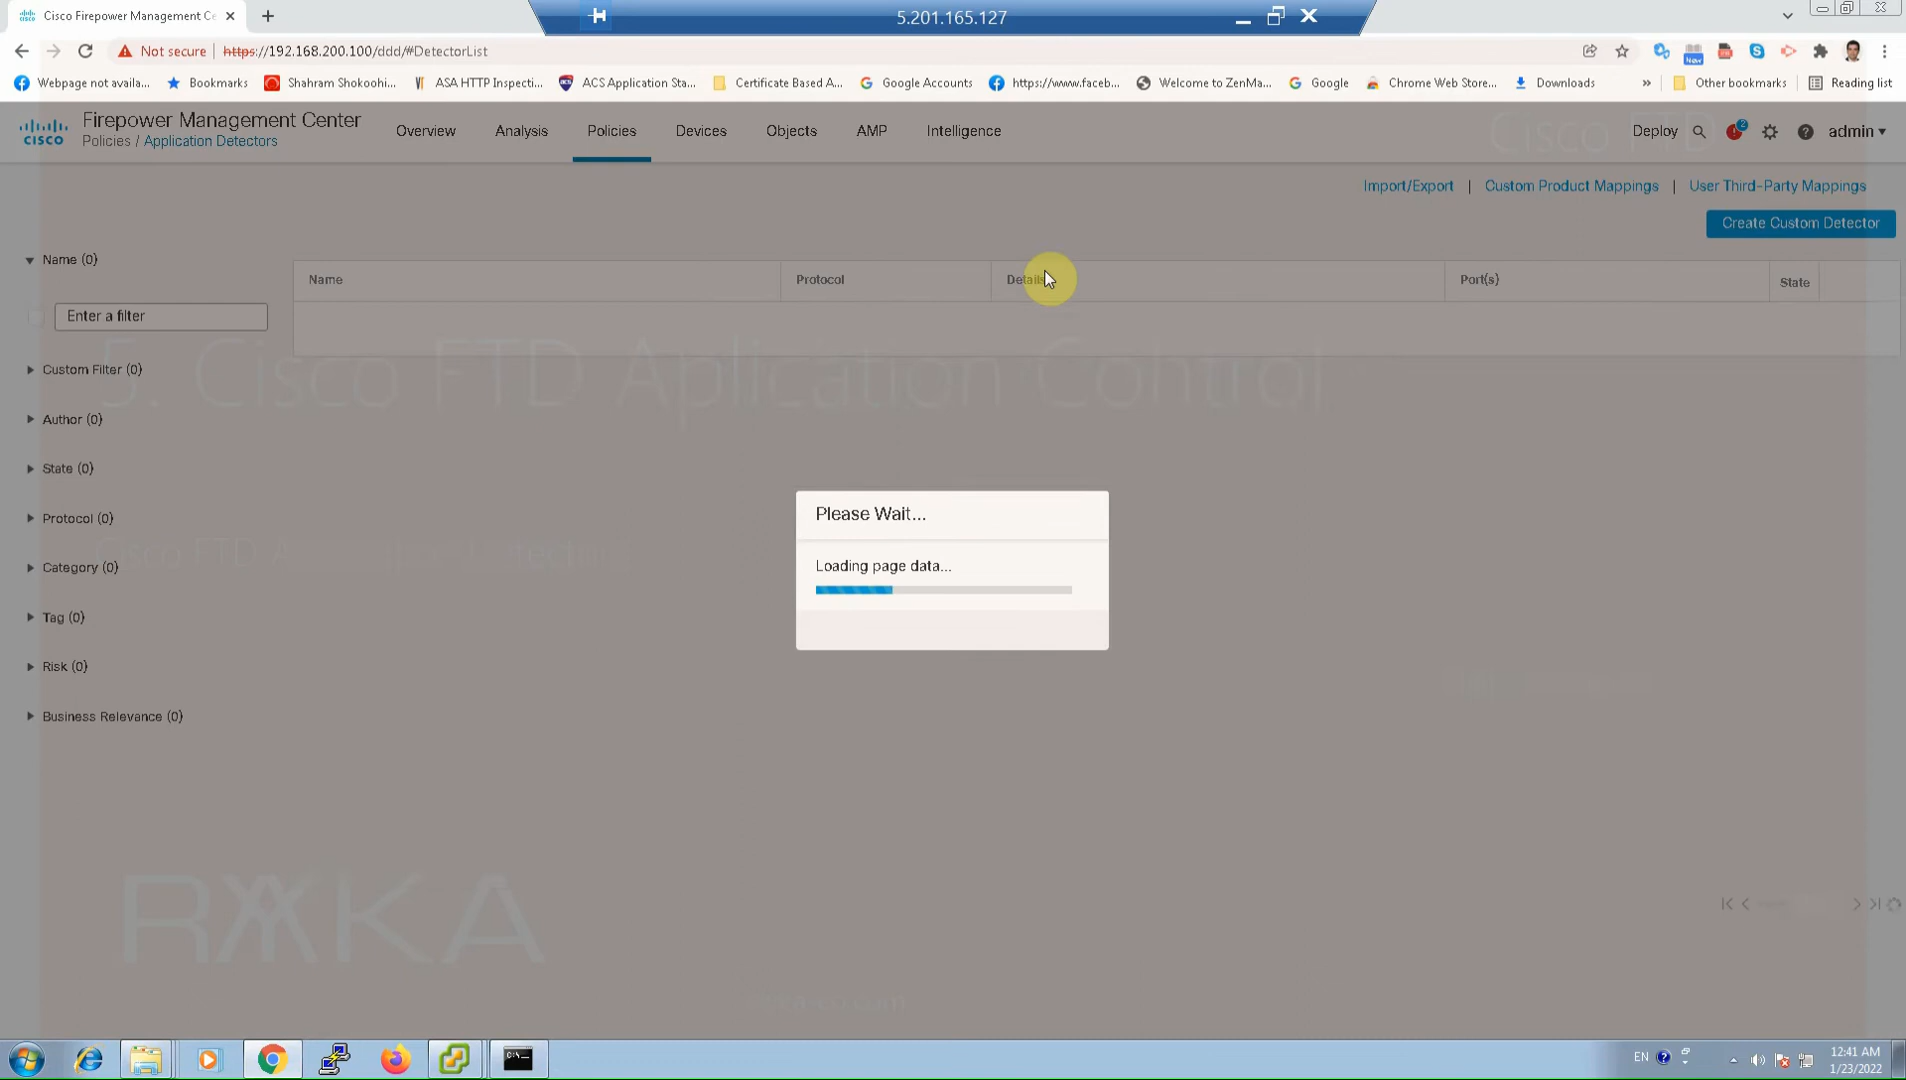 Cisco Firepower Management Ce
5.201.165.127
Not secure
https://192.168.200.100/ddd/#DetectorList
New
Webpage not availa...
Bookmarks
Shahram Shokoohi...
ASA HTTP Inspecti...
ACS Application Sta...
Certificate Based A...
Google Accounts
https://www.faceb...
Welcome to ZenMa...
Google
Chrome Web Store...
Downloads
»
Other bookmarks
Reading list
CISCO
Firepower Management Center
Policies / Application Detectors
Overview
Analysis
Policies
Devices
Objects
AMP
Intelligence
Cisco FTD
Deploy
2
admin
Import/Export | Custom Product Mappings | User Third-Party Mappings
Create Custom Detector
Name (0)
Name
Protocol
Details
Port(s)
State
Enter a filter
5. Cisco FTD Application Control
Custom Filter (0)
Author (0)
State (0)
Protocol (0)
Cisco FTD
Category (0)
Tag (0)
Risk (0)
Business Relevance (0)
Please Wait...
Loading page data...
RAKA
EN
12:41 AM
1/23/2022